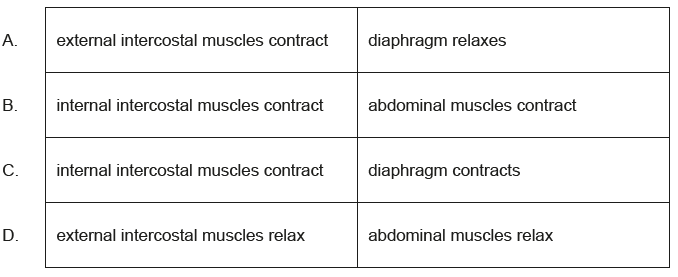 A. external intercostal muscles contract diaphragm relaxes
B. internal intercostal muscles contract abdominal muscles contract
C. internal intercostal muscles contract diaphragm contracts
D. external intercostal muscles relax abdominal muscles relax